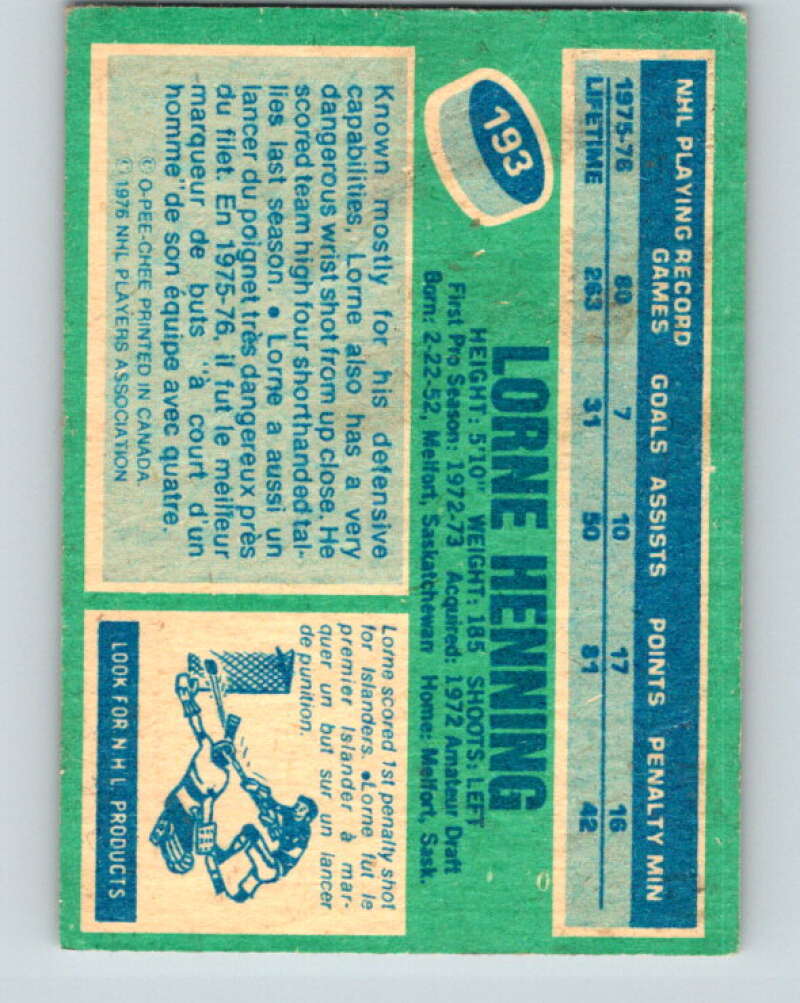 NHL PLAYING RECORD
GAMES GOALS ASSISTS POINTS PENALTY MIN
1975-76 80 7 10 17 16
LIFETIME 263 31 50 81 42
193
LORNE HENNING
HEIGHT: 5'10" WEIGHT: 185 SHOOTS: LEFT
First Pro Season: 1972-73 Acquired: 1972 Amateur Draft
Born: 2-22-52, Melfort, Saskatchewan Home: Melfort, Sask.
Known mostly for his defensive
capabilities, Lorne also has a very
dangerous wrist shot from up close. He
scored team high four shorthanded tal-
lies last season. • Lorne a aussi un
lancer du poignet très dangereux près
du filet. En 1975-76, il fut le meilleur
marqueur de buts "à court d'un
homme" de son équipe avec quatre.
© O-PEE-CHEE PRINTED IN CANADA
© 1976 NHL PLAYERS ASSOCIATION
Lorne scored 1st penalty shot
for Islanders. •Lorne fut le
premier Islander à mar-
quer un but sur un lancer
de punition.
LOOK FOR N.H.L. PRODUCTS